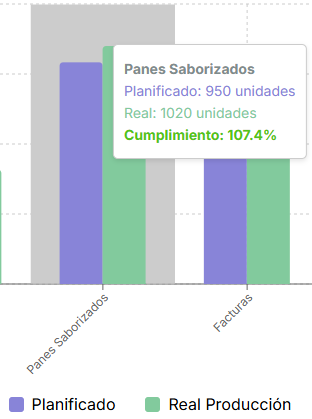 Panes Saborizados
Planificado: 950 unidades
Real: 1020 unidades
Cumplimiento: 107.4%
Panes Saborizados
Facturas
Planificado
Real Producción